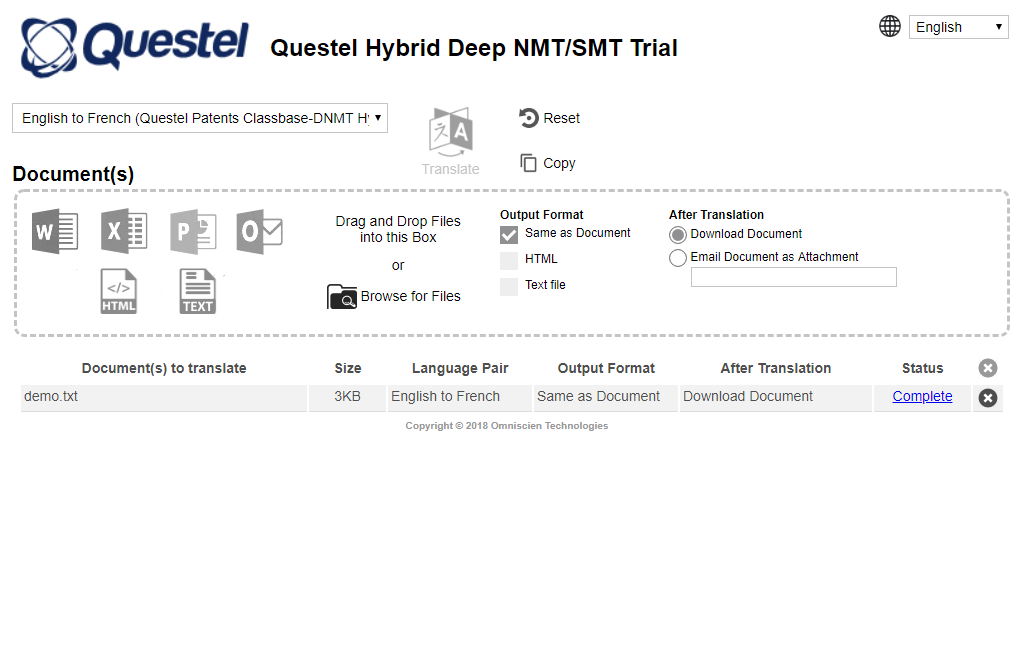 Questel
Questel Hybrid Deep NMT/SMT Trial
English
English to French (Questel Patents Classbase-DNMT Hy
Translate
Reset
Copy
Document(s)
W
X
P
O
HTML
TEXT
Drag and Drop Files
into this Box
or
Browse for Files
Output Format
Same as Document
HTML
Text file
After Translation
Download Document
Email Document as Attachment
Document(s) to translate Size Language Pair Output Format After Translation Status
demo.txt 3KB English to French Same as Document Download Document Complete
Copyright © 2018 Omniscien Technologies